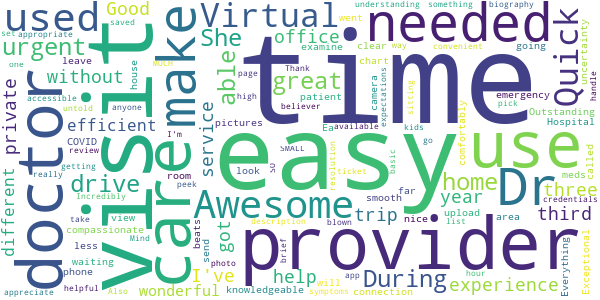 used
Good
saved
set
appropriate
urgent
one
leave
house
without
MUCH
untold
accessible
private
doctor
visit
make
care
Virtual
She
office
went
examine
able
great
page
high
Thank
patient
believer
pictures
service
efficient
COVID
anyone
review
I'm
room
peek
really
getting
different
drive
Incredibly
take
view
compassionate
Mind
less
waiting
phone
helpful
Also
appreciate
wonderful
I've
got
send
beats
photo
knowledgeable
help
Awesome
look
so
SMALL
time
easy
provider
needed
understanding
something
biography
clear
way
convenient
going
chart
camera
expectations
sitting
emergency
pick
Quick
uncertainty
handle
Outstanding
Hospital
Ea
available
kids
go
basic
comfortably
use
called
meds
three
home
Dr
resolution
ticket
smooth
far
trip
nice
year
upload
list
area
credentials
third
description
blown
brief
app
will
symptoms
connection
During
hour
experience
Everything
Exceptional